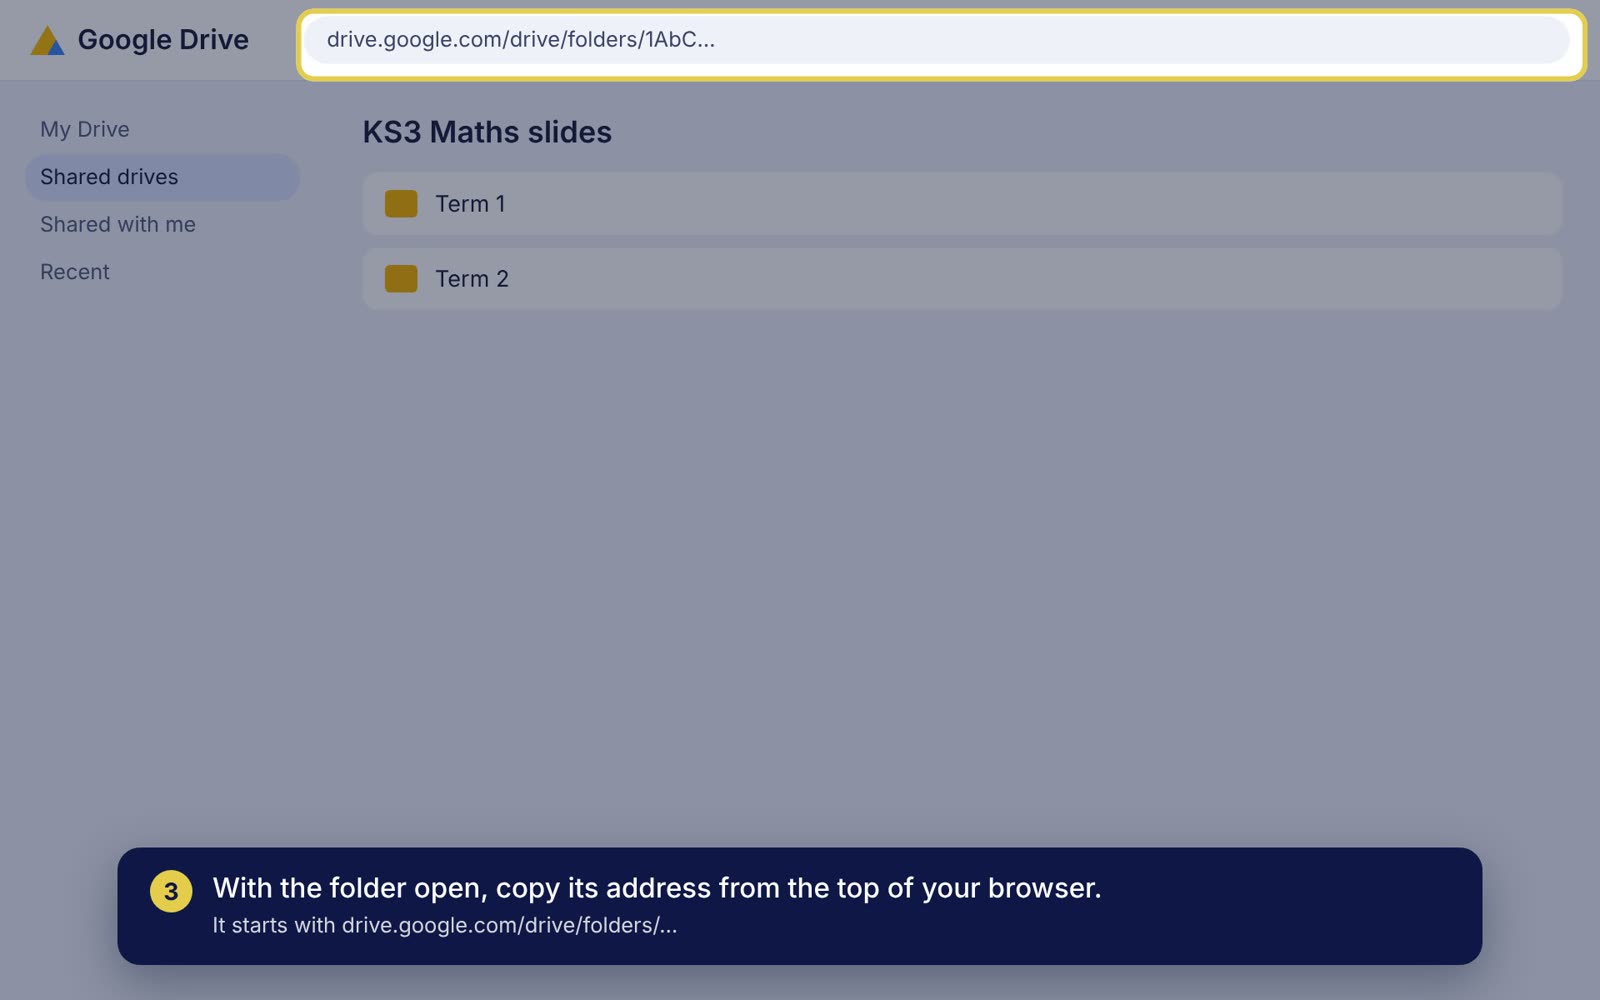 Google Drive
drive.google.com/drive/folders/1AbC...
My Drive
Shared drives
Shared with me
Recent
KS3 Maths slides
Term 1
Term 2
3
With the folder open, copy its address from the top of your browser.
It starts with drive.google.com/drive/folders/...